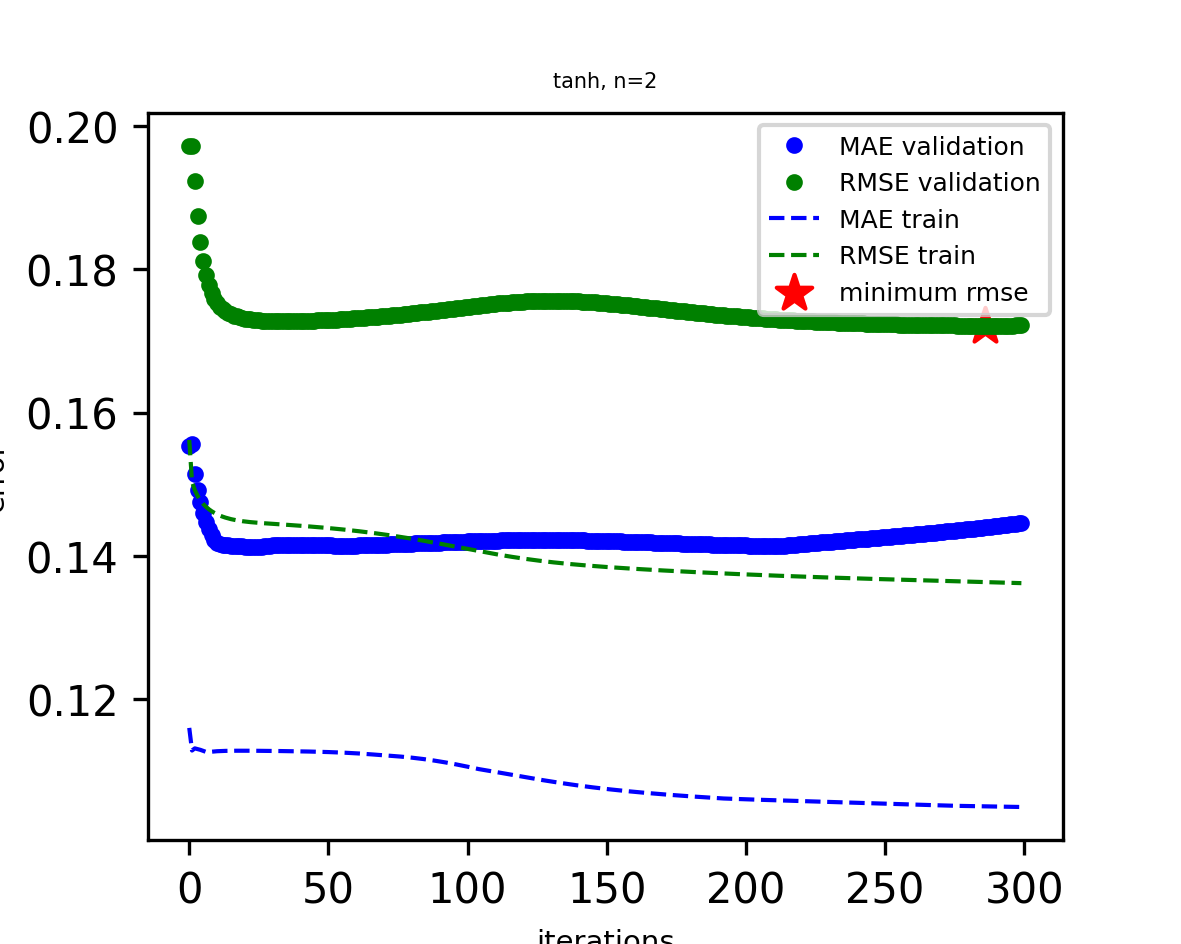 tanh, n=2
0.20
0.18
0.16
0.14
0.12
MAE validation
RMSE validation
MAE train
RMSE train
minimum rmse
0 50 100 150 200 250 300
iterations